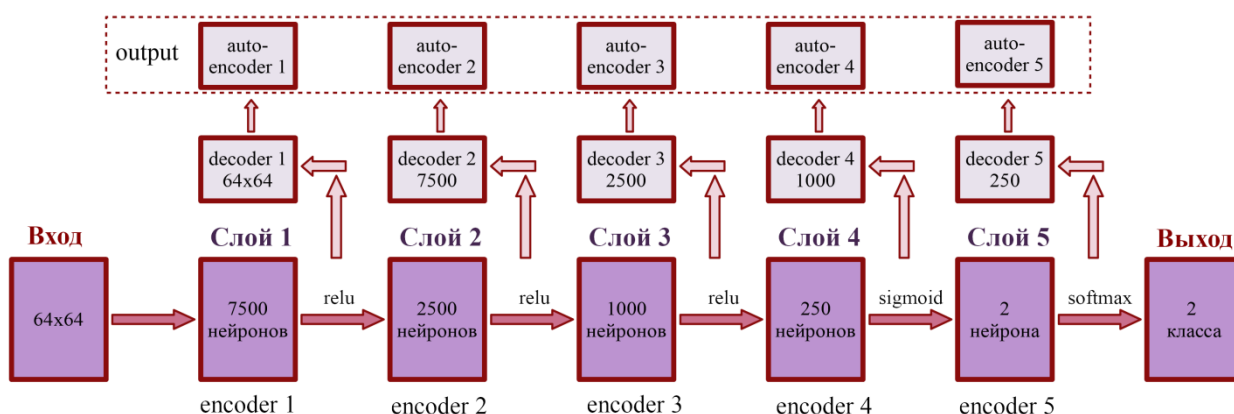 output
auto-
encoder 1
auto-
encoder 2
auto-
encoder 3
auto-
encoder 4
auto-
encoder 5
decoder 1
64x64
decoder 2
7500
decoder 3
2500
decoder 4
1000
decoder 5
250
Вход
Слой 1
Слой 2
Слой 3
Слой 4
Слой 5
Выход
64x64
7500
нейронов
relu
2500
нейронов
relu
1000
нейронов
relu
250
нейронов
sigmoid
2
нейрона
softmax
2
класса
encoder 1
encoder 2
encoder 3
encoder 4
encoder 5